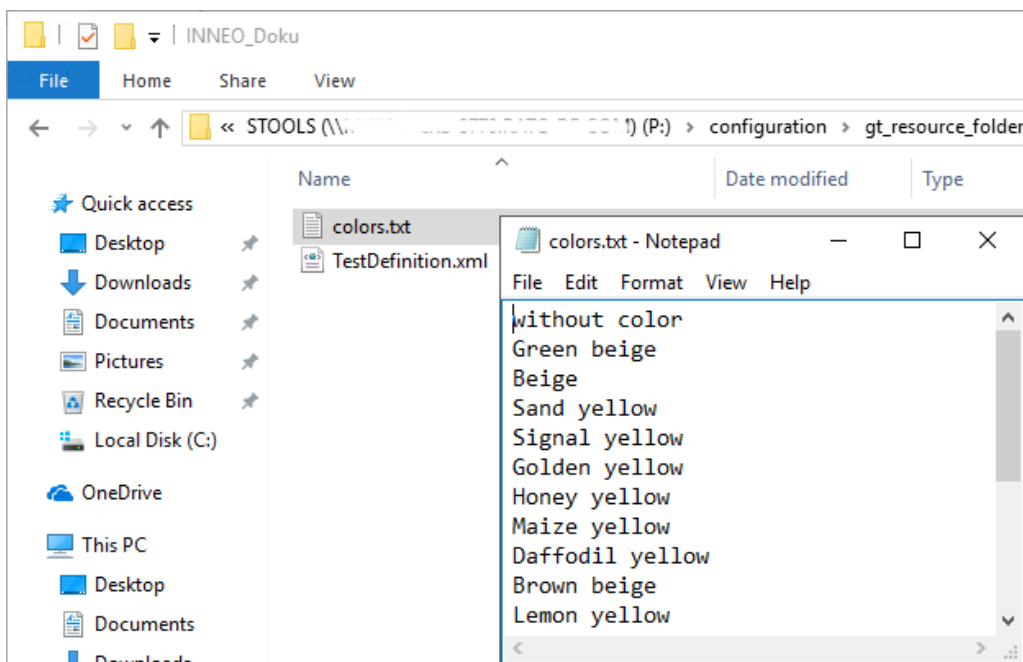 INNEO_Doku
File Home Share View
« STOOLS (\\ ) (P:) > configuration > gt_resource_folder
Name Date modified Type
Quick access
Desktop
Downloads
Documents
Pictures
Recycle Bin
Local Disk (C:)
OneDrive
This PC
Desktop
Documents
Downloads
colors.txt
TestDefinition.xml
colors.txt - Notepad
File Edit Format View Help
without color
Green beige
Beige
Sand yellow
Signal yellow
Golden yellow
Honey yellow
Maize yellow
Daffodil yellow
Brown beige
Lemon yellow